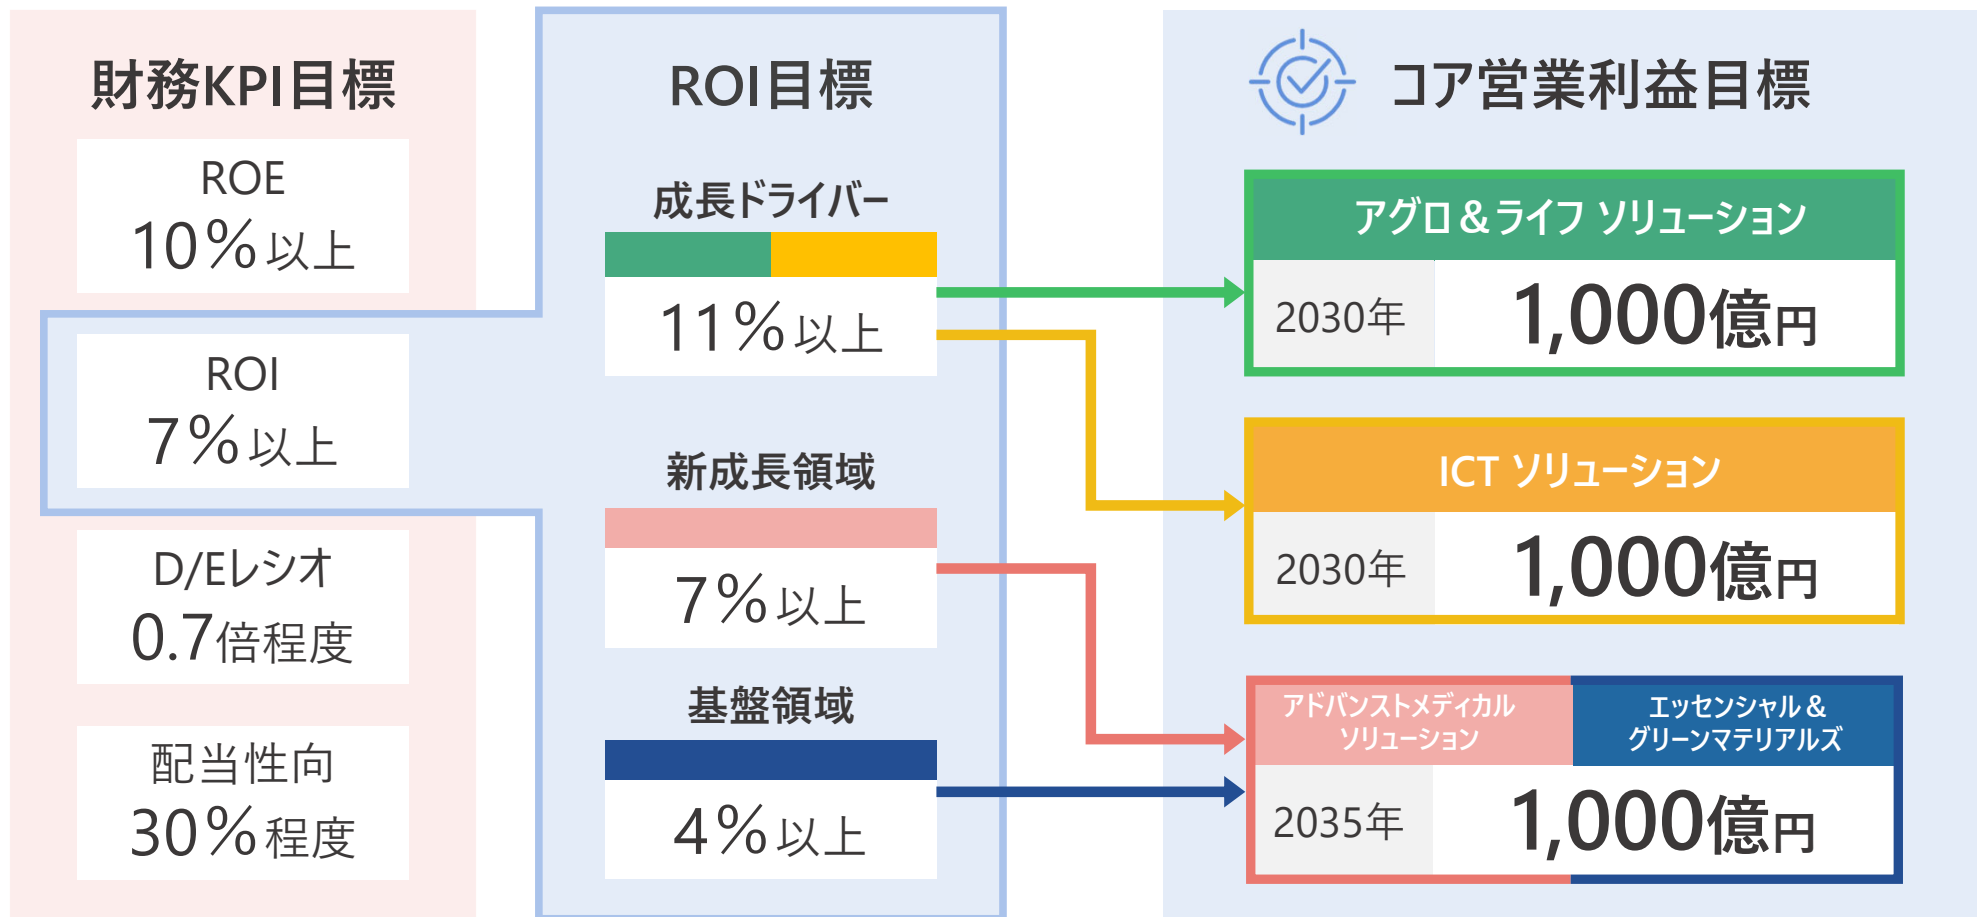 財務KPI目標
ROE
10%以上
ROI
7%以上
D/Eレシオ
0.7倍程度
配当性向
30%程度
ROI目標
成長ドライバー
11%以上
新成長領域
7%以上
基盤領域
4%以上
コア営業利益目標
アグロ&ライフ ソリューション
2030年 1,000億円
ICT ソリューション
2030年 1,000億円
アドバンストメディカル
ソリューション
エッセンシャル&
グリーンマテリアルズ
2035年 1,000億円